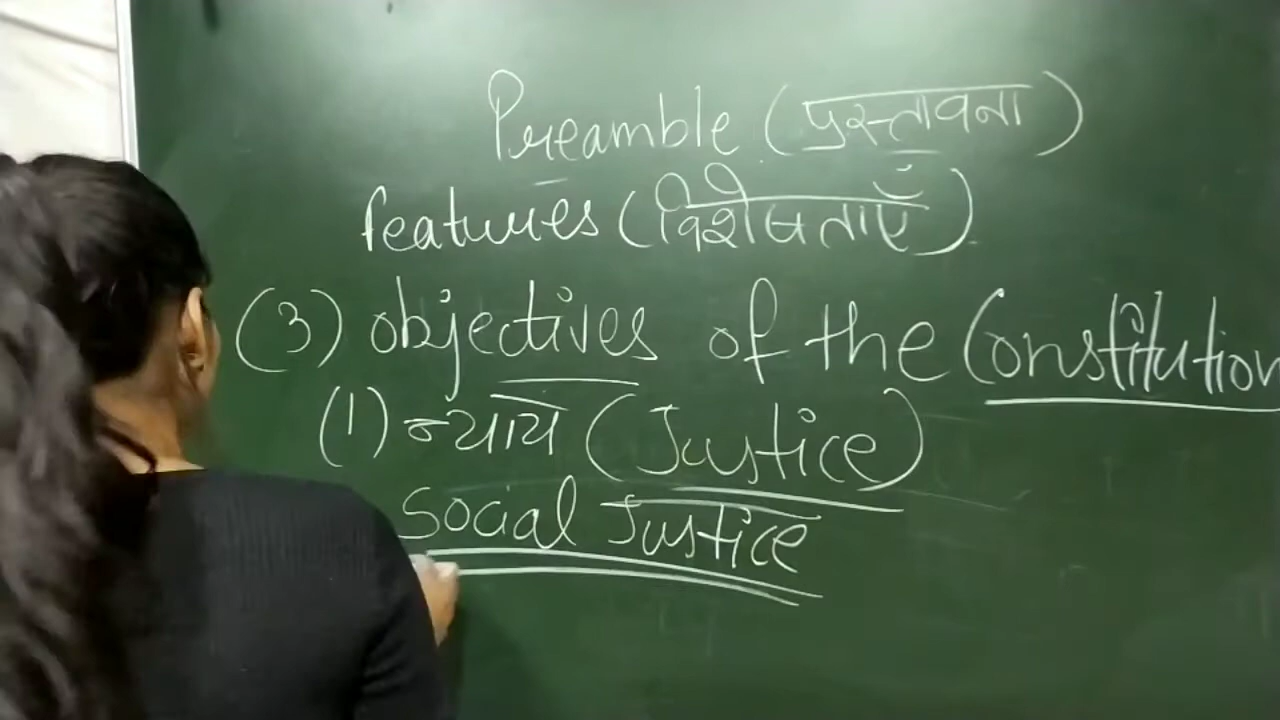 Preamble (प्रस्तावना)
features (विशेषताएँ)
(3) objectives of the Constitution
(1) न्याय (Justice)
Social Justice